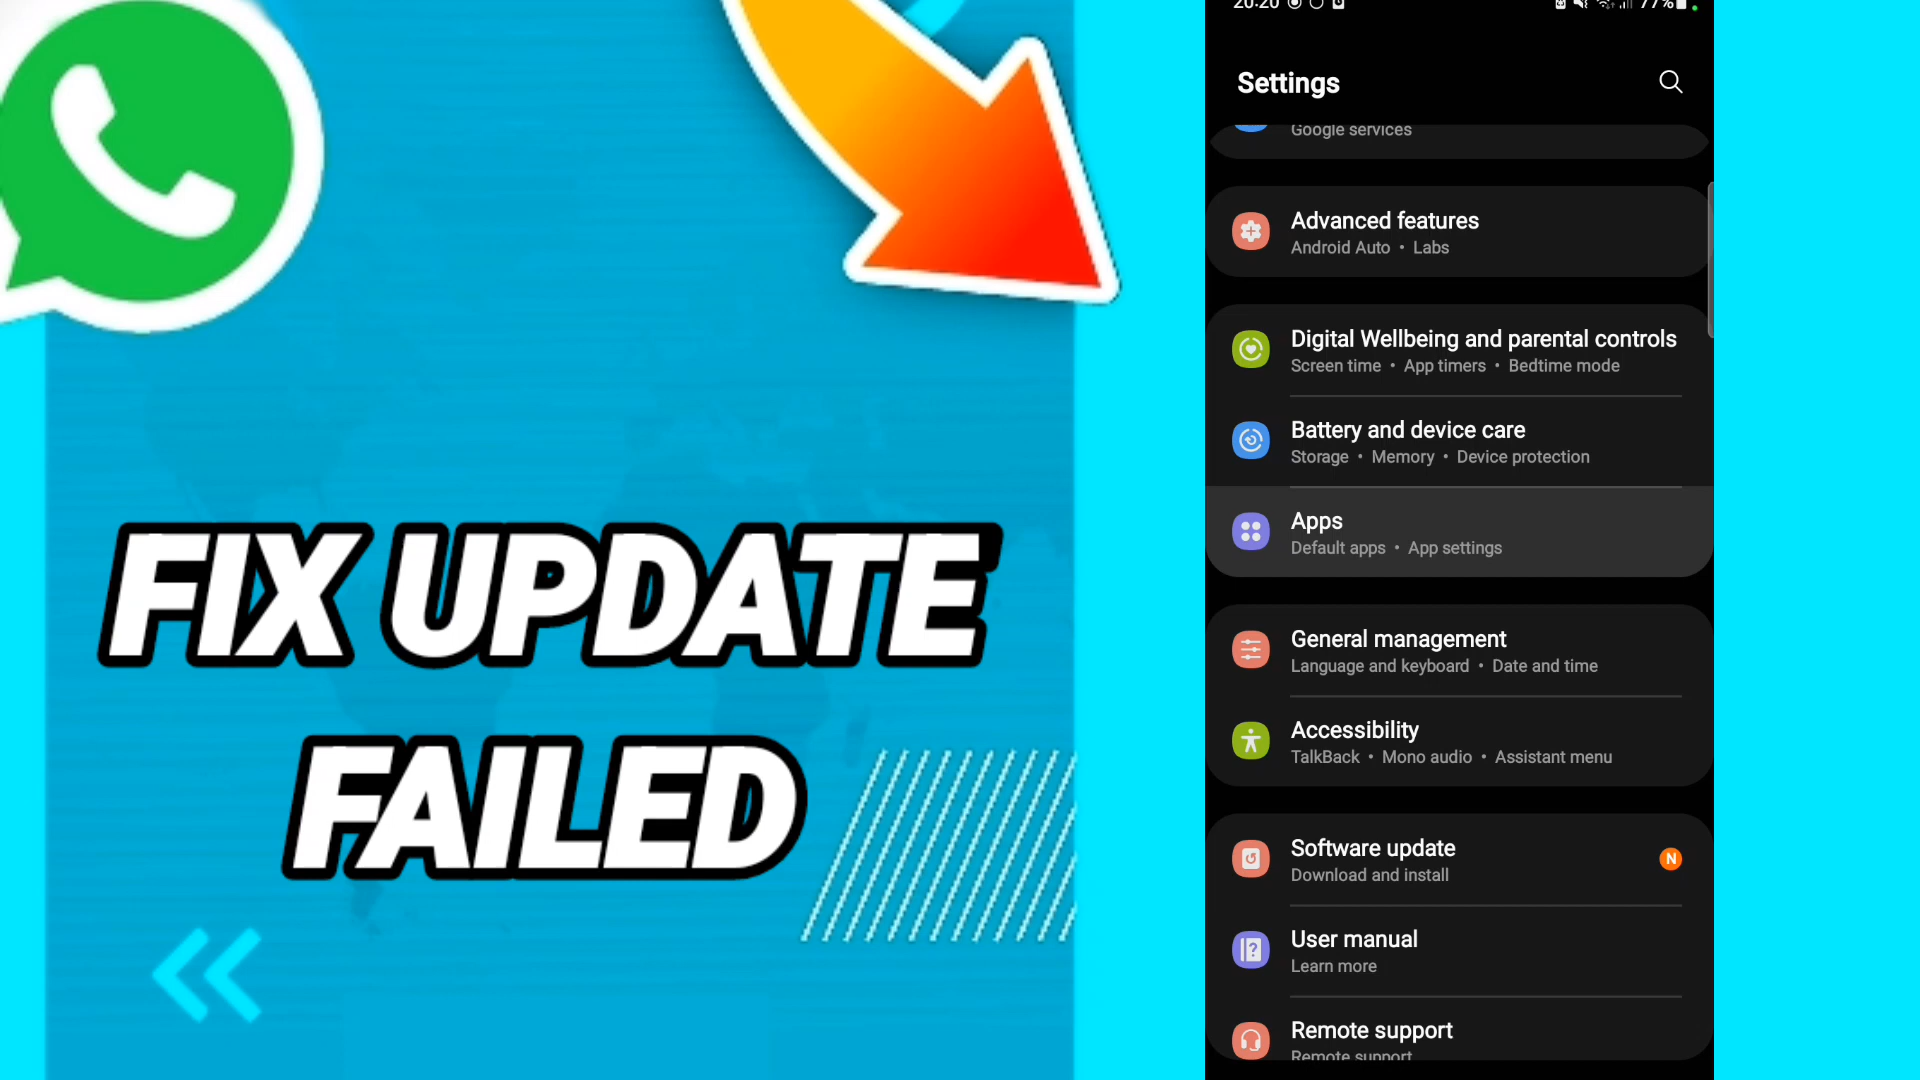 FIX UPDATE
FAILED
20:20
77%
Settings
Google services
Advanced features
Android Auto • Labs
Digital Wellbeing and parental controls
Screen time • App timers • Bedtime mode
Battery and device care
Storage • Memory • Device protection
Apps
Default apps • App settings
General management
Language and keyboard • Date and time
Accessibility
TalkBack • Mono audio • Assistant menu
Software update
N
Download and install
User manual
Learn more
Remote support
Remote support